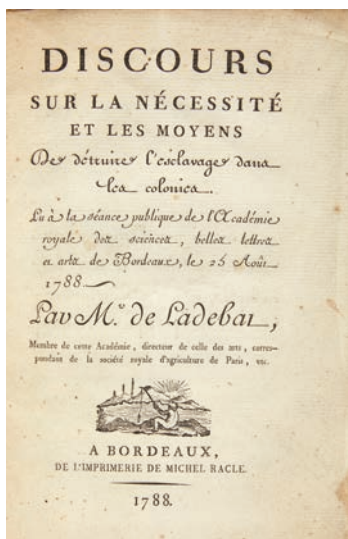 DISCOURS
SUR LA NÉCESSITÉ
ET LES MOYENS
De détruire l'esclavage dans
les colonies.
Lu à la séance publique de l'Académie
royale des sciences, belles lettres
et arts de Bordeaux, le 26 Août
1788.
Par M.r de Ladebat,
Membre de cette Académie, directeur de celle des arts, corres-
pondant de la société royale d'agriculture de Paris, etc.
A BORDEAUX,
DE L'IMPRIMERIE DE MICHEL RACLE.
1788.